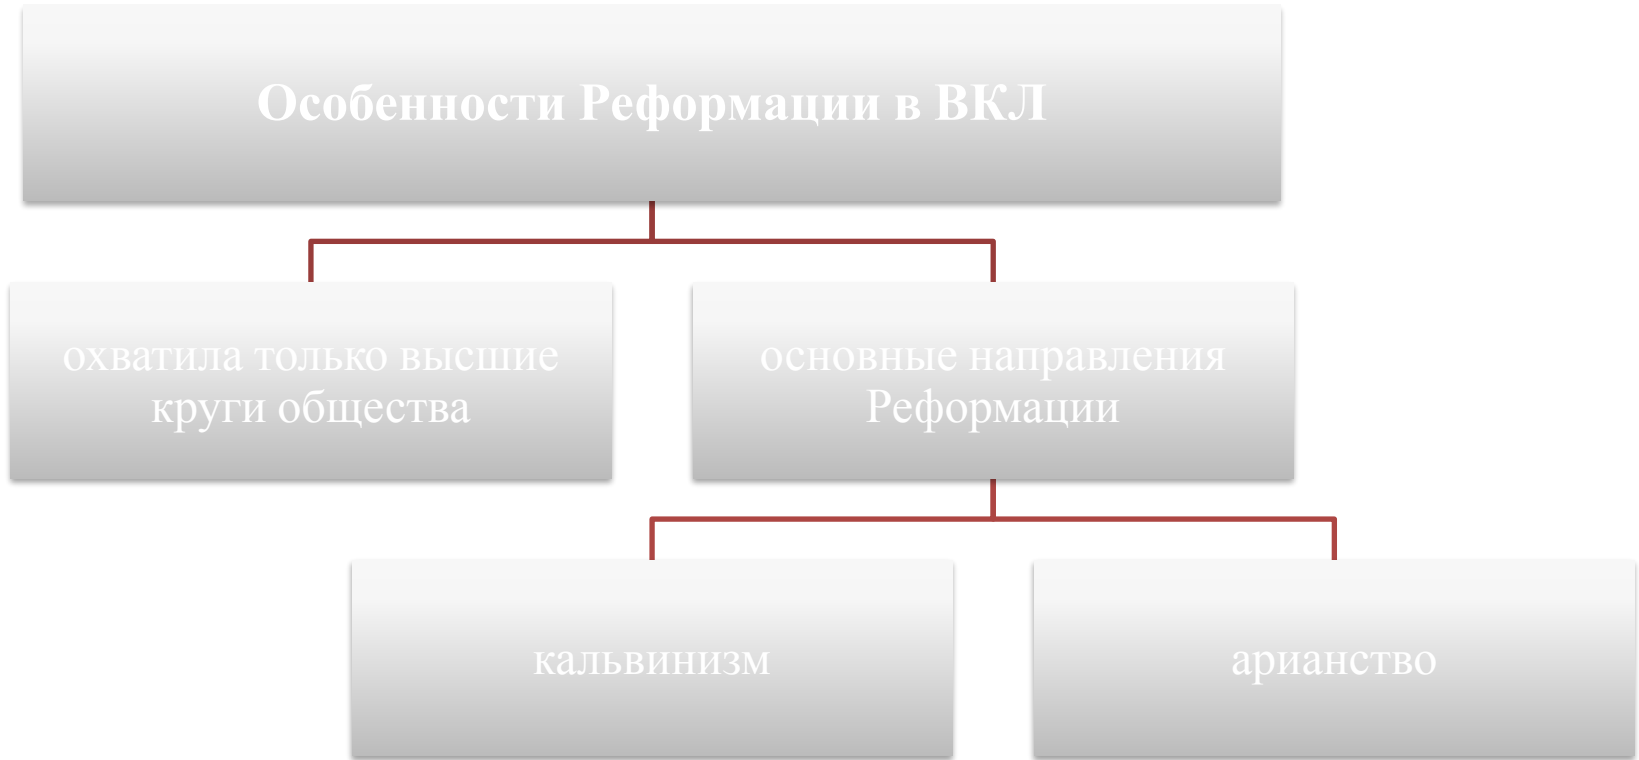 Особенности Реформации в ВКЛ
охватила только высшие
круги общества
основные направления
Реформации
кальвинизм
арианство